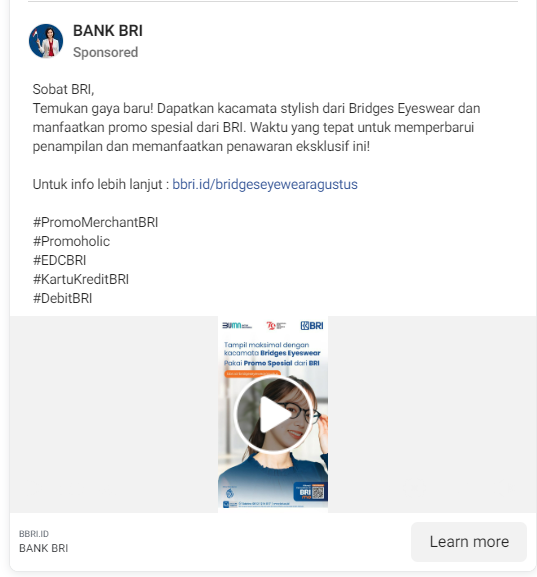 BANK BRI
Sponsored
Sobat BRI,
Temukan gaya baru! Dapatkan kacamata stylish dari Bridges Eyeswear dan
manfaatkan promo spesial dari BRI. Waktu yang tepat untuk memperbarui
penampilan dan memanfaatkan penawaran eksklusif ini!
Untuk info lebih lanjut : bbri.id/bridgeseyewearagustus
#PromoMerchantBRI
#Promoholic
#EDCBRI
#KartuKreditBRI
#DebitBRI
BUMN
BRI
Tampil maksimal dengan
kacamata Bridges Eyeswear
Pakai Promo Spesial dari BRI
BRI
BBRI.ID
BANK BRI
Learn more